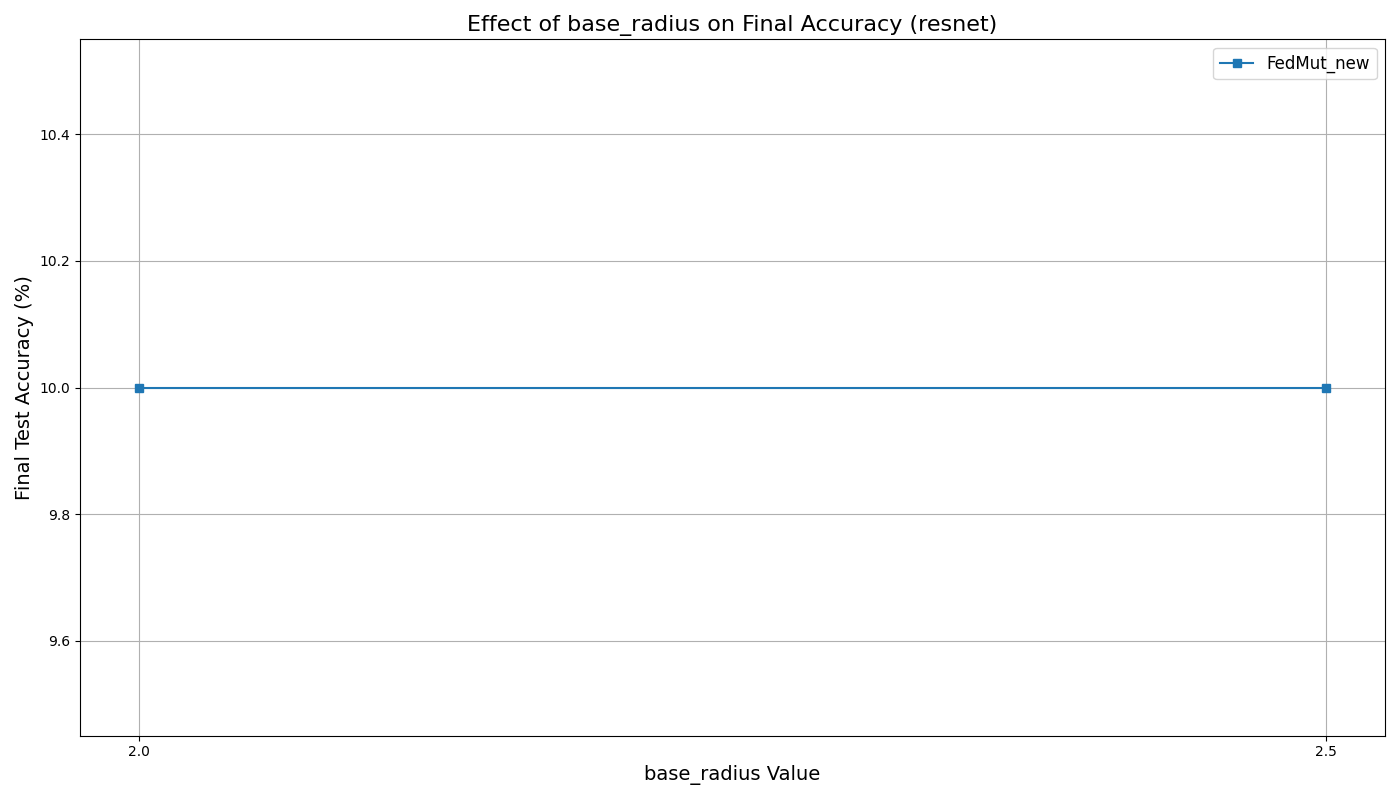 Effect of base_radius on Final Accuracy (resnet)
FedMut_new
10.4
10.2
10.0
9.8
9.6
Final Test Accuracy (%)
2.0
2.5
base_radius Value